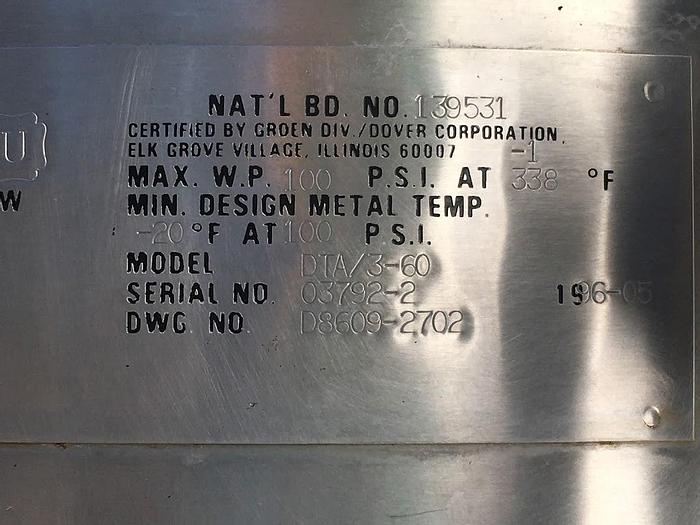 NAT'L BD. NO. 139531
CERTIFIED BY GROEN DIV./DOVER CORPORATION,
ELK GROVE VILLAGE, ILLINOIS 60007 -1
U
MAX. W.P. 100 P.S.I. AT 338 °F
W
MIN. DESIGN METAL TEMP.
-20 °F AT 100 P.S.I.
MODEL DTA/3-60
SERIAL NO. 03792-2 1996-05
DWG. NO. D8609-2702